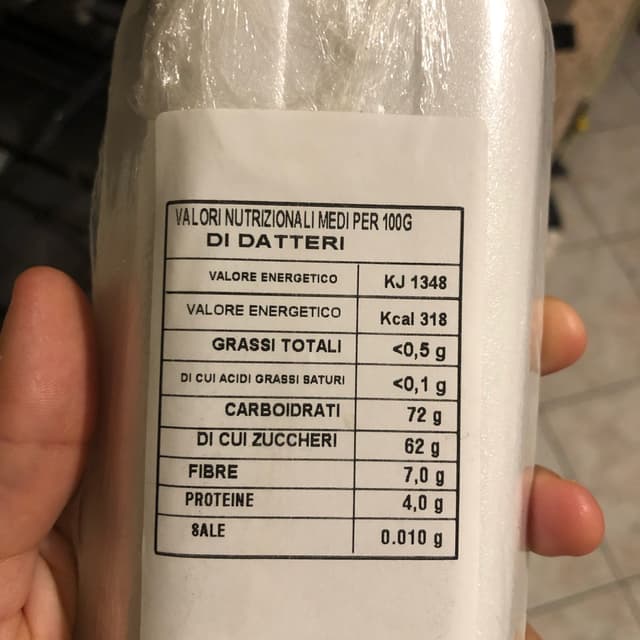 VALORI NUTRIZIONALI MEDI PER 100G
DI DATTERI
VALORE ENERGETICO KJ 1348
VALORE ENERGETICO Kcal 318
GRASSI TOTALI <0,5 g
DI CUI ACIDI GRASSI SATURI <0,1 g
CARBOIDRATI 72 g
DI CUI ZUCCHERI 62 g
FIBRE 7,0 g
PROTEINE 4,0 g
SALE 0.010 g